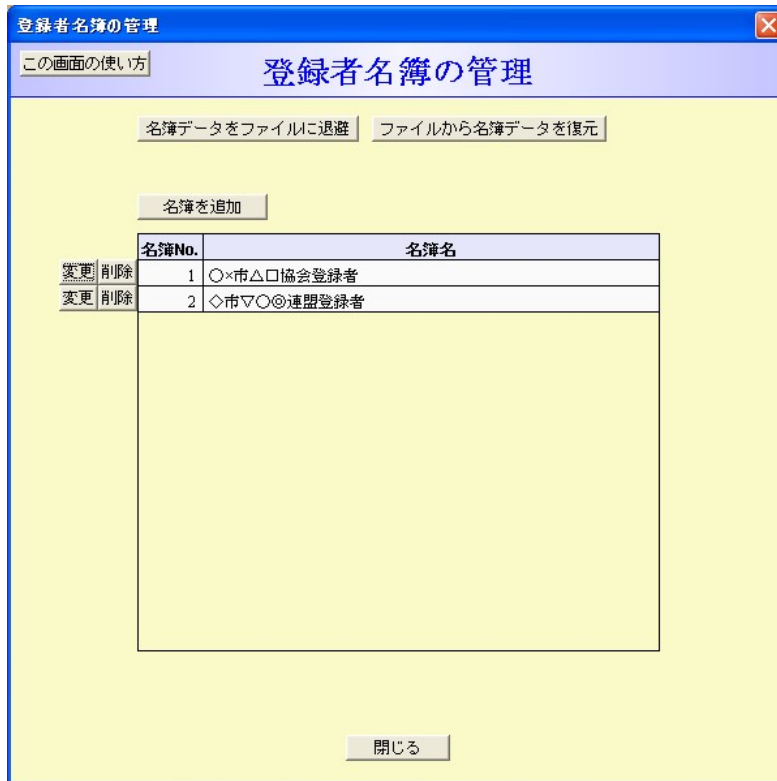 登録者名簿の管理
この画面の使い方
登録者名簿の管理
名簿データをファイルに退避 ファイルから名簿データを復元
名簿を追加
名簿No. 名簿名
変更 削除 1 ○×市△□協会登録者
変更 削除 2 ◇市▽○◎連盟登録者
閉じる